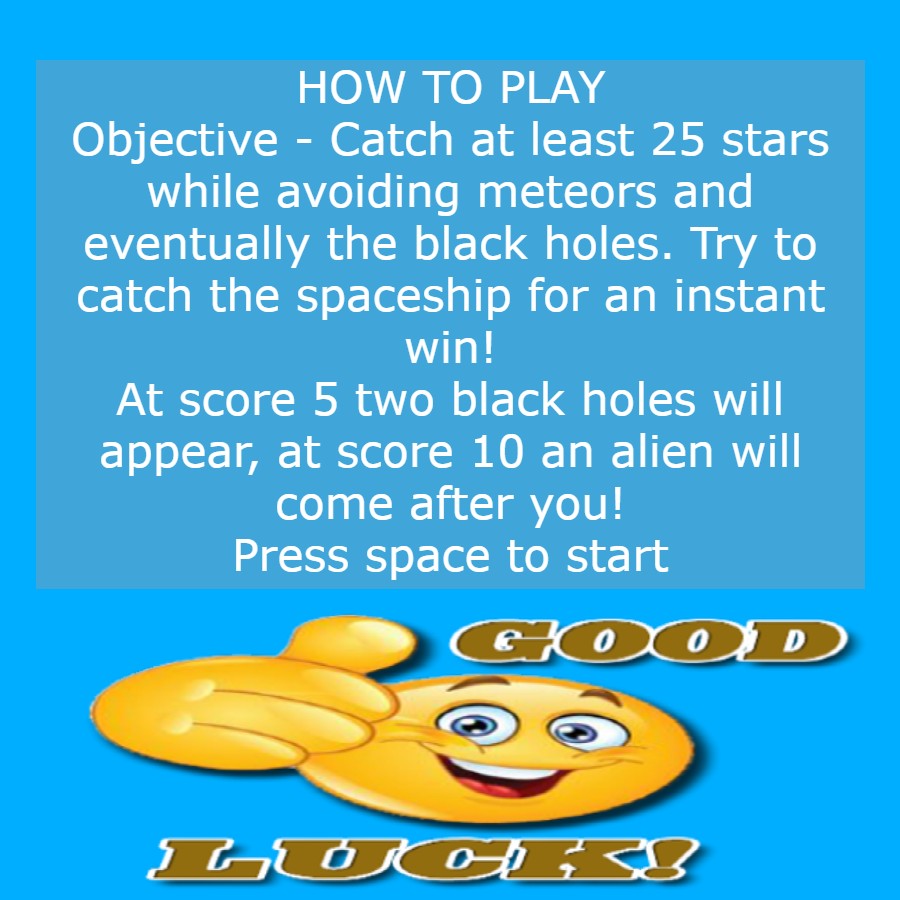 HOW TO PLAY
Objective - Catch at least 25 stars
while avoiding meteors and
eventually the black holes. Try to
catch the spaceship for an instant
win!
At score 5 two black holes will
appear, at score 10 an alien will
come after you!
Press space to start
GOOD
LUCK!